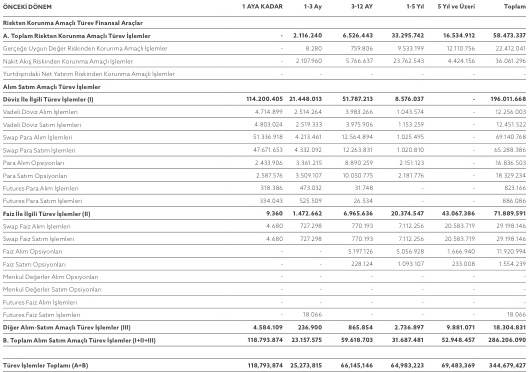 ÖNCEKİ DÖNEM 1 AYA KADAR 1-3 Ay 3-12 AY 1-5 Yıl 5 Yıl ve Üzeri Toplam
Riskten Korunma Amaçlı Türev Finansal Araçlar
A. Toplam Riskten Korunma Amaçlı Türev İşlemler - 2.116.240 6.526.443 33.295.742 16.534.912 58.473.337
Gerçeğe Uygun Değer Riskinden Korunma Amaçlı İşlemler - 8.280 759.806 9.533.199 12.110.756 22.412.041
Nakit Akış Riskinden Korunma Amaçlı İşlemler - 2.107.960 5.766.637 23.762.543 4.424.156 36.061.296
Yurtdışındaki Net Yatırım Riskinden Korunma Amaçlı İşlemler - - - - - -
Alım Satım Amaçlı Türev İşlemler
Döviz İle İlgili Türev İşlemler (I) 114.200.405 21.448.013 51.787.213 8.576.037 - 196.011.668
Vadeli Döviz Alım İşlemleri 4.714.899 2.514.264 3.983.266 1.043.574 - 12.256.003
Vadeli Döviz Satım İşlemleri 4.803.024 2.519.333 3.975.906 1.153.259 - 12.451.522
Swap Para Alım İşlemleri 51.336.918 4.213.461 12.564.894 1.025.495 - 69.140.768
Swap Para Satım İşlemleri 47.671.653 4.332.092 12.263.831 1.020.810 - 65.288.386
Para Alım Opsiyonları 2.433.906 3.361.215 8.890.259 2.151.123 - 16.836.503
Para Satım Opsiyonları 2.587.576 3.509.107 10.050.775 2.181.776 - 18.329.234
Futures Para Alım İşlemleri 318.386 473.032 31.748 - - 823.166
Futures Para Satım İşlemleri 334.043 525.509 26.534 - - 886.086
Faiz İle İlgili Türev İşlemler (II) 9.360 1.472.662 6.965.636 20.374.547 43.067.386 71.889.591
Swap Faiz Alım İşlemleri 4.680 727.298 770.193 7.112.256 20.583.719 29.198.146
Swap Faiz Satım İşlemleri 4.680 727.298 770.193 7.112.256 20.583.719 29.198.146
Faiz Alım Opsiyonları - - 5.197.126 5.056.928 1.666.940 11.920.994
Faiz Satım Opsiyonları - - 228.124 1.093.107 233.008 1.554.239
Menkul Değerler Alım Opsiyonları - - - - - -
Menkul Değerler Satım Opsiyonları - - - - - -
Futures Faiz Alım İşlemleri - - - - - -
Futures Faiz Satım İşlemleri - 18.066 - - - 18.066
Diğer Alım-Satım Amaçlı Türev İşlemler (III) 4.584.109 236.900 865.854 2.736.897 9.881.071 18.304.831
B. Toplam Alım Satım Amaçlı Türev İşlemler (I+II+III) 118.793.874 23.157.575 59.618.703 31.687.481 52.948.457 286.206.090
Türev İşlemler Toplamı (A+B) 118,793,874 25,273,815 66,145,146 64,983,223 69,483,369 344,679,427